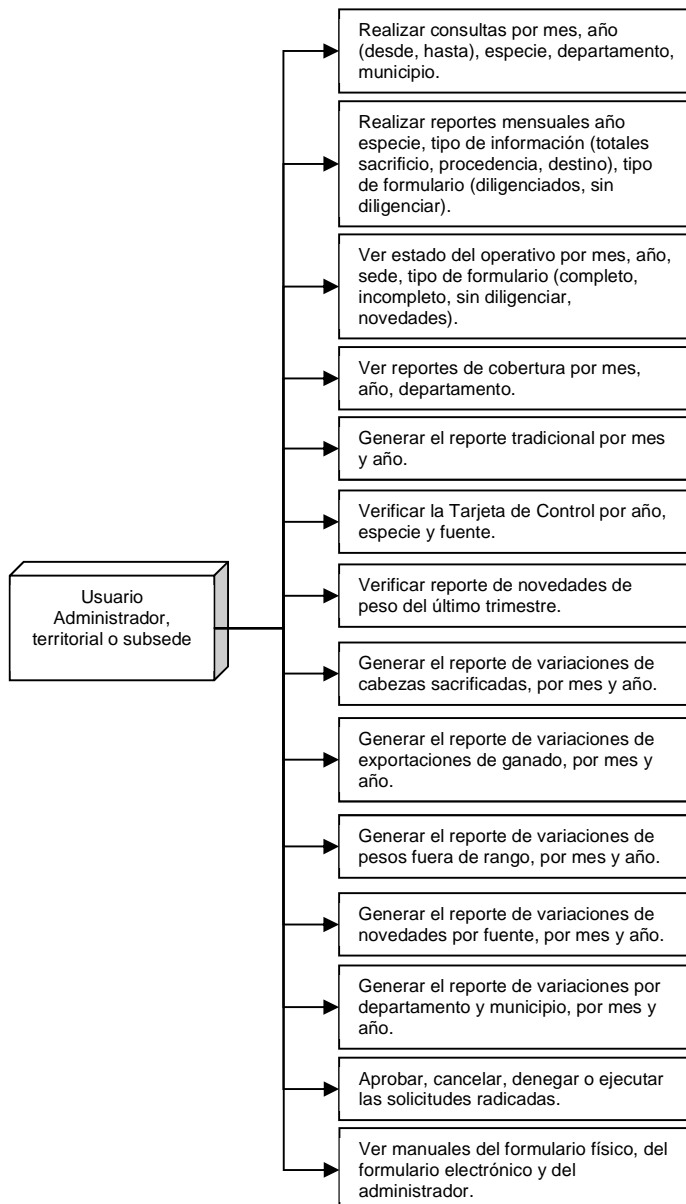 Realizar consultas por mes, año
(desde, hasta), especie, departamento,
municipio.
Realizar reportes mensuales año
especie, tipo de información (totales
sacrificio, procedencia, destino), tipo
de formulario (diligenciados, sin
diligenciar).
Ver estado del operativo por mes, año,
sede, tipo de formulario (completo,
incompleto, sin diligenciar,
novedades).
Ver reportes de cobertura por mes,
año, departamento.
Generar el reporte tradicional por mes
y año.
Verificar la Tarjeta de Control por año,
especie y fuente.
Usuario
Administrador,
territorial o subsede
Verificar reporte de novedades de
peso del último trimestre.
Generar el reporte de variaciones de
cabezas sacrificadas, por mes y año.
Generar el reporte de variaciones de
exportaciones de ganado, por mes y
año.
Generar el reporte de variaciones de
pesos fuera de rango, por mes y año.
Generar el reporte de variaciones de
novedades por fuente, por mes y año.
Generar el reporte de variaciones por
departamento y municipio, por mes y
año.
Aprobar, cancelar, denegar o ejecutar
las solicitudes radicadas.
Ver manuales del formulario físico, del
formulario electrónico y del
administrador.